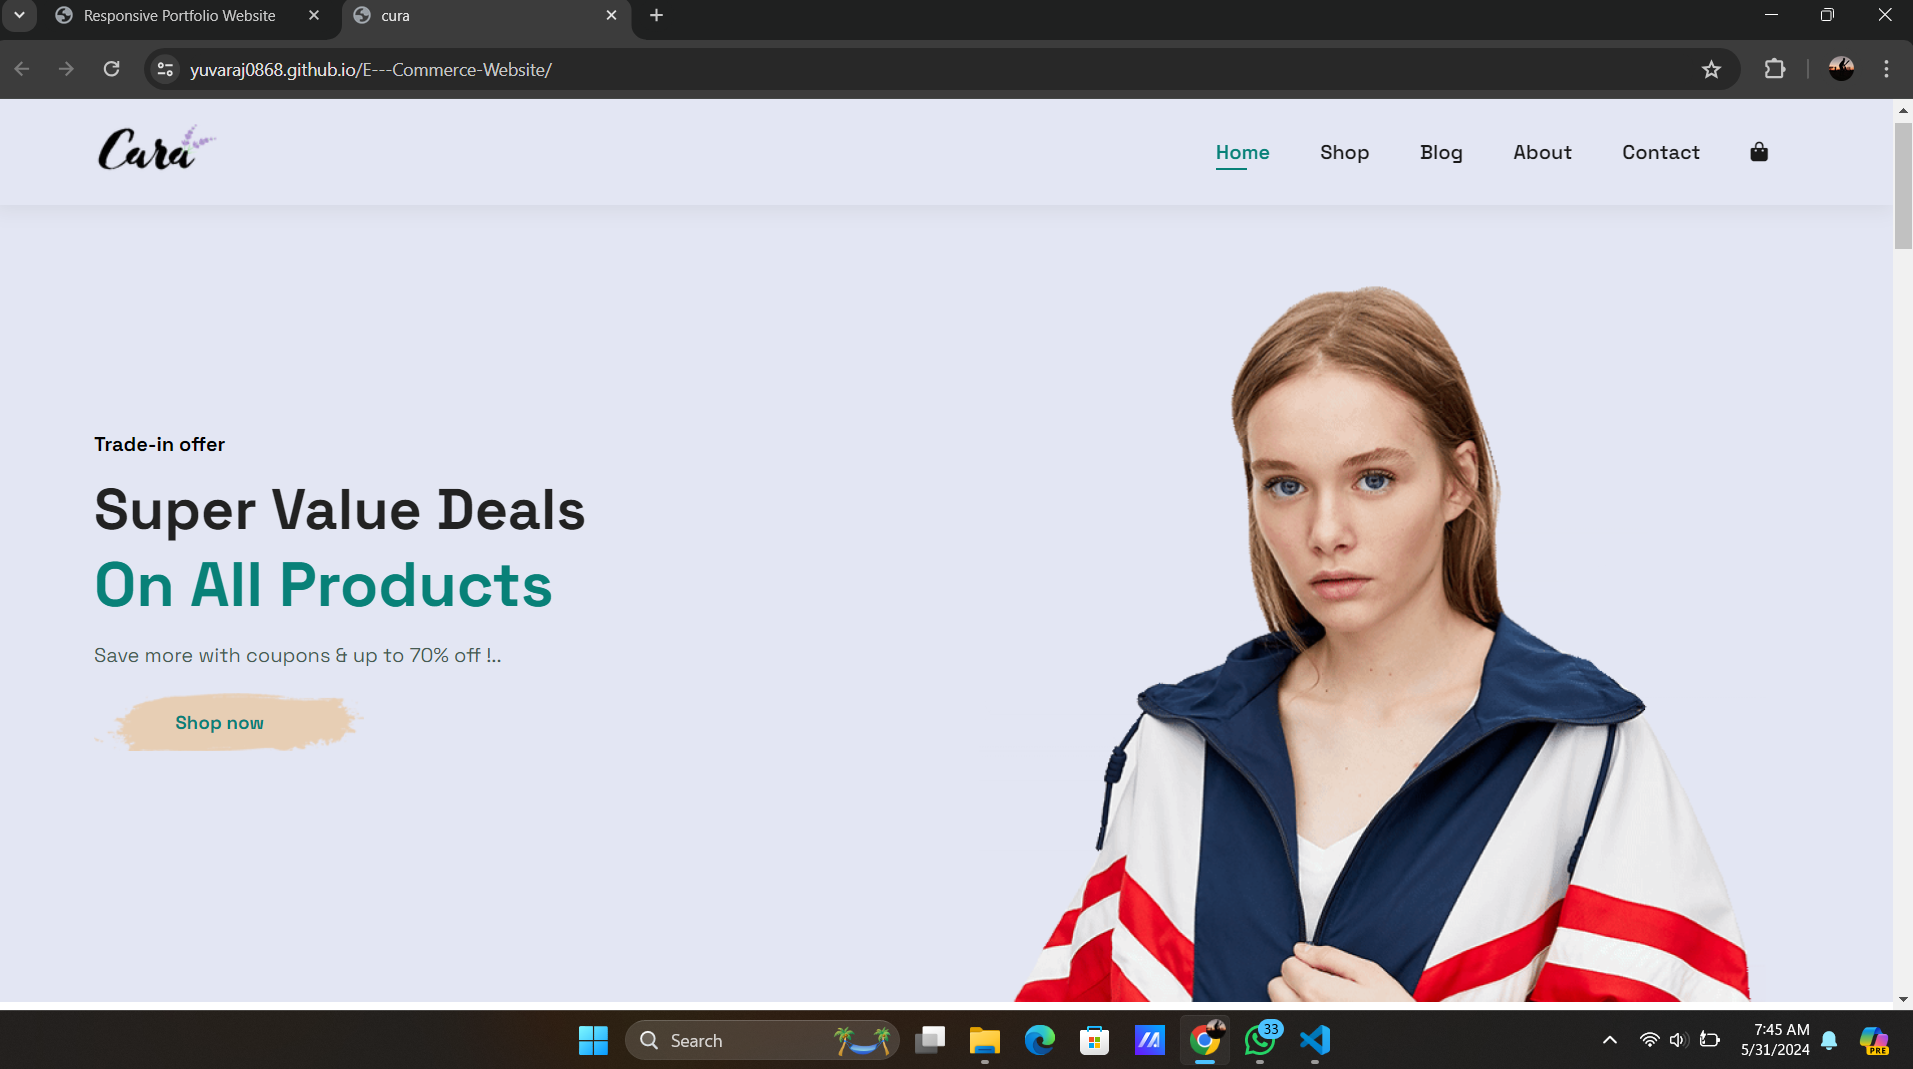 Responsive Portfolio Website
cura
yuvaraj0868.github.io/E---Commerce-Website/
Cara
Home Shop Blog About Contact
Trade-in offer
Super Value Deals
On All Products
Save more with coupons & up to 70% off !..
Shop now
Search
33
7:45 AM
5/31/2024
PRE